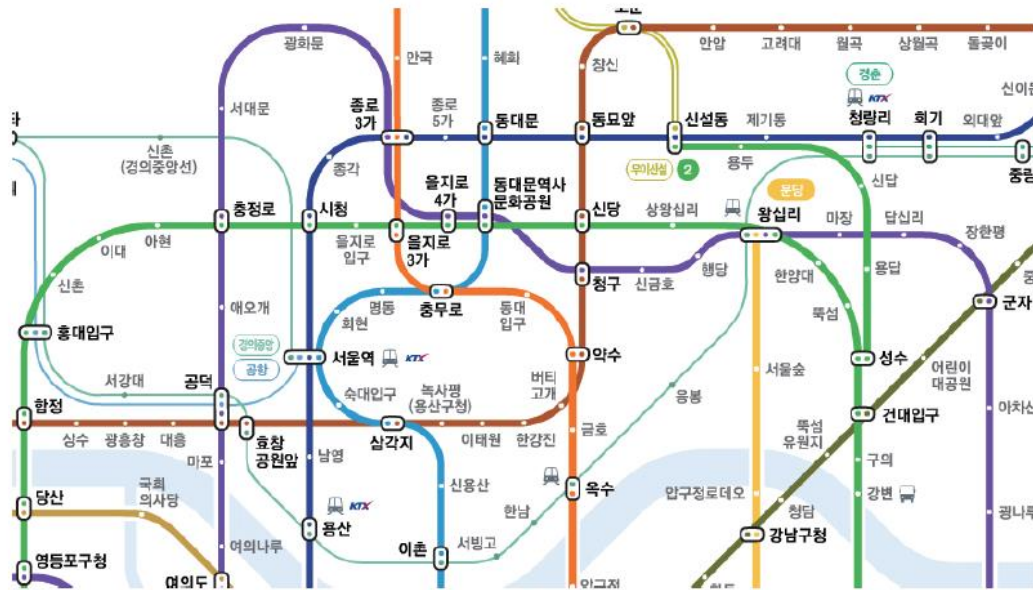 광화문
안국
혜화
안암
고려대
월곡
상월곡
돌곶이
창신
서대문
종로
3가
종로
5가
동대문
동묘앞
신설동
제기동
경춘
KTX
청량리
회기
외대앞
신촌
(경의중앙선)
종각
우이신설
2
용두
신답
을지로
4가
동대문역사
문화공원
분당
충정로
시청
신당
상왕십리
왕십리
마장
답십리
장한평
아현
이대
을지로
입구
을지로
3가
행당
한양대
용답
신촌
청구
신금호
애오개
명동
회현
충무로
동대
입구
뚝섬
군자
홍대입구
경의중앙
공항
서울역
KTX
약수
성수
서강대
공덕
숙대입구
녹사평
(용산구청)
버티
고개
응봉
서울숲
어린이
대공원
합정
건대입구
아차산
상수
광흥창
대흥
효창
공원앞
삼각지
이태원
한강진
금호
뚝섬
유원지
마포
남영
구의
국회
의사당
신용산
옥수
압구정로데오
강변
당산
KTX
한남
청담
광나루
여의나루
용산
이촌
서빙고
강남구청
영등포구청
여의도